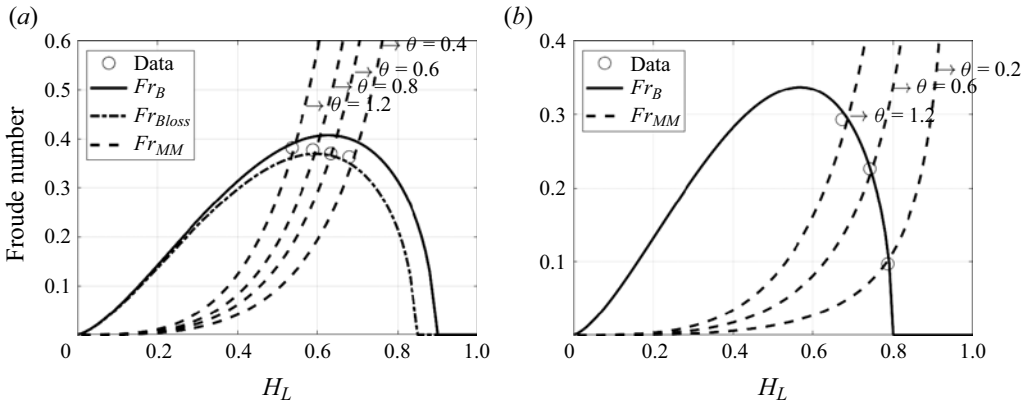 (a)
0.6
0.5
0.4
0.3
0.2
0.1
Froude number
Data
Fr_B
Fr_Bloss
Fr_MM
θ = 0.4
θ = 0.6
θ = 0.8
θ = 1.2
0 0.2 0.4 0.6 0.8 1.0
H_L
(b)
0.4
0.3
0.2
0.1
Data
Fr_B
Fr_MM
θ = 0.2
θ = 0.6
θ = 1.2
0 0.2 0.4 0.6 0.8 1.0
H_L